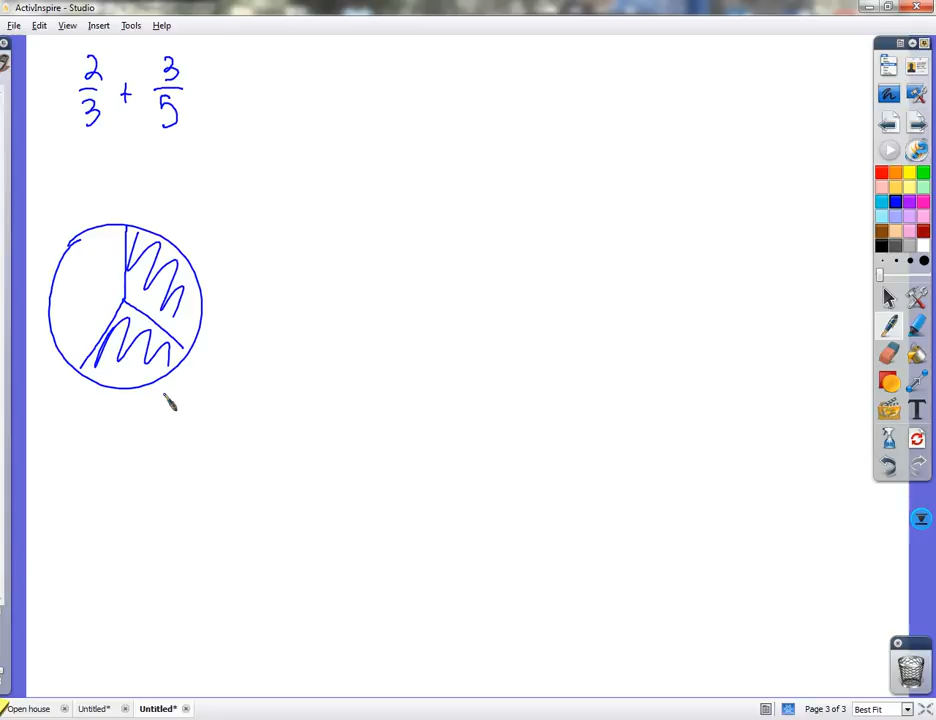 ActivInspire - Studio
File Edit View Insert Tools Help
2/3 + 3/5
T
Page 3 of 3 Best Fit
Open house Untitled* Untitled*